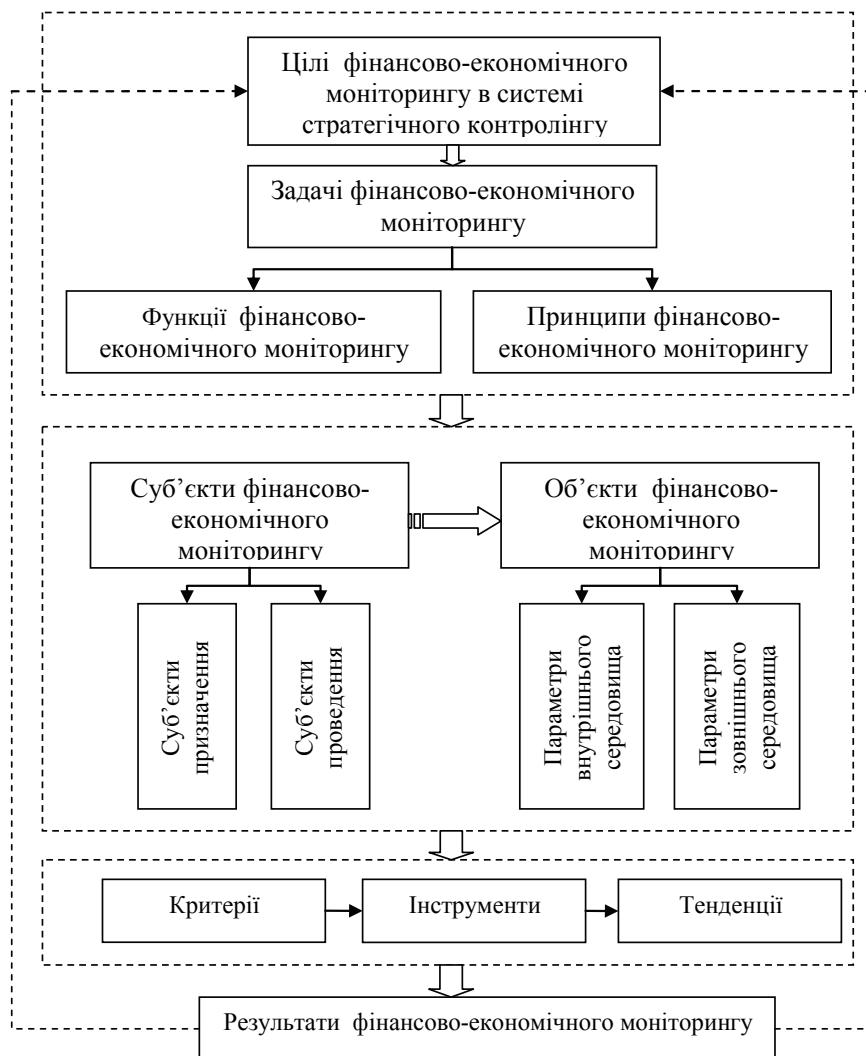 Цілі фінансово-економічного
моніторингу в системі
стратегічного контролінгу
Задачі фінансово-економічного
моніторингу
Функції фінансово-
економічного моніторингу
Принципи фінансово-
економічного моніторингу
Суб’єкти фінансово-
економічного
моніторингу
Об’єкти фінансово-
економічного
моніторингу
Суб’єкти
призначення
Суб’єкти
проведення
Параметри
внутрішнього
середовища
Параметри
зовнішнього
середовища
Критерії
Інструменти
Тенденції
Результати фінансово-економічного моніторингу